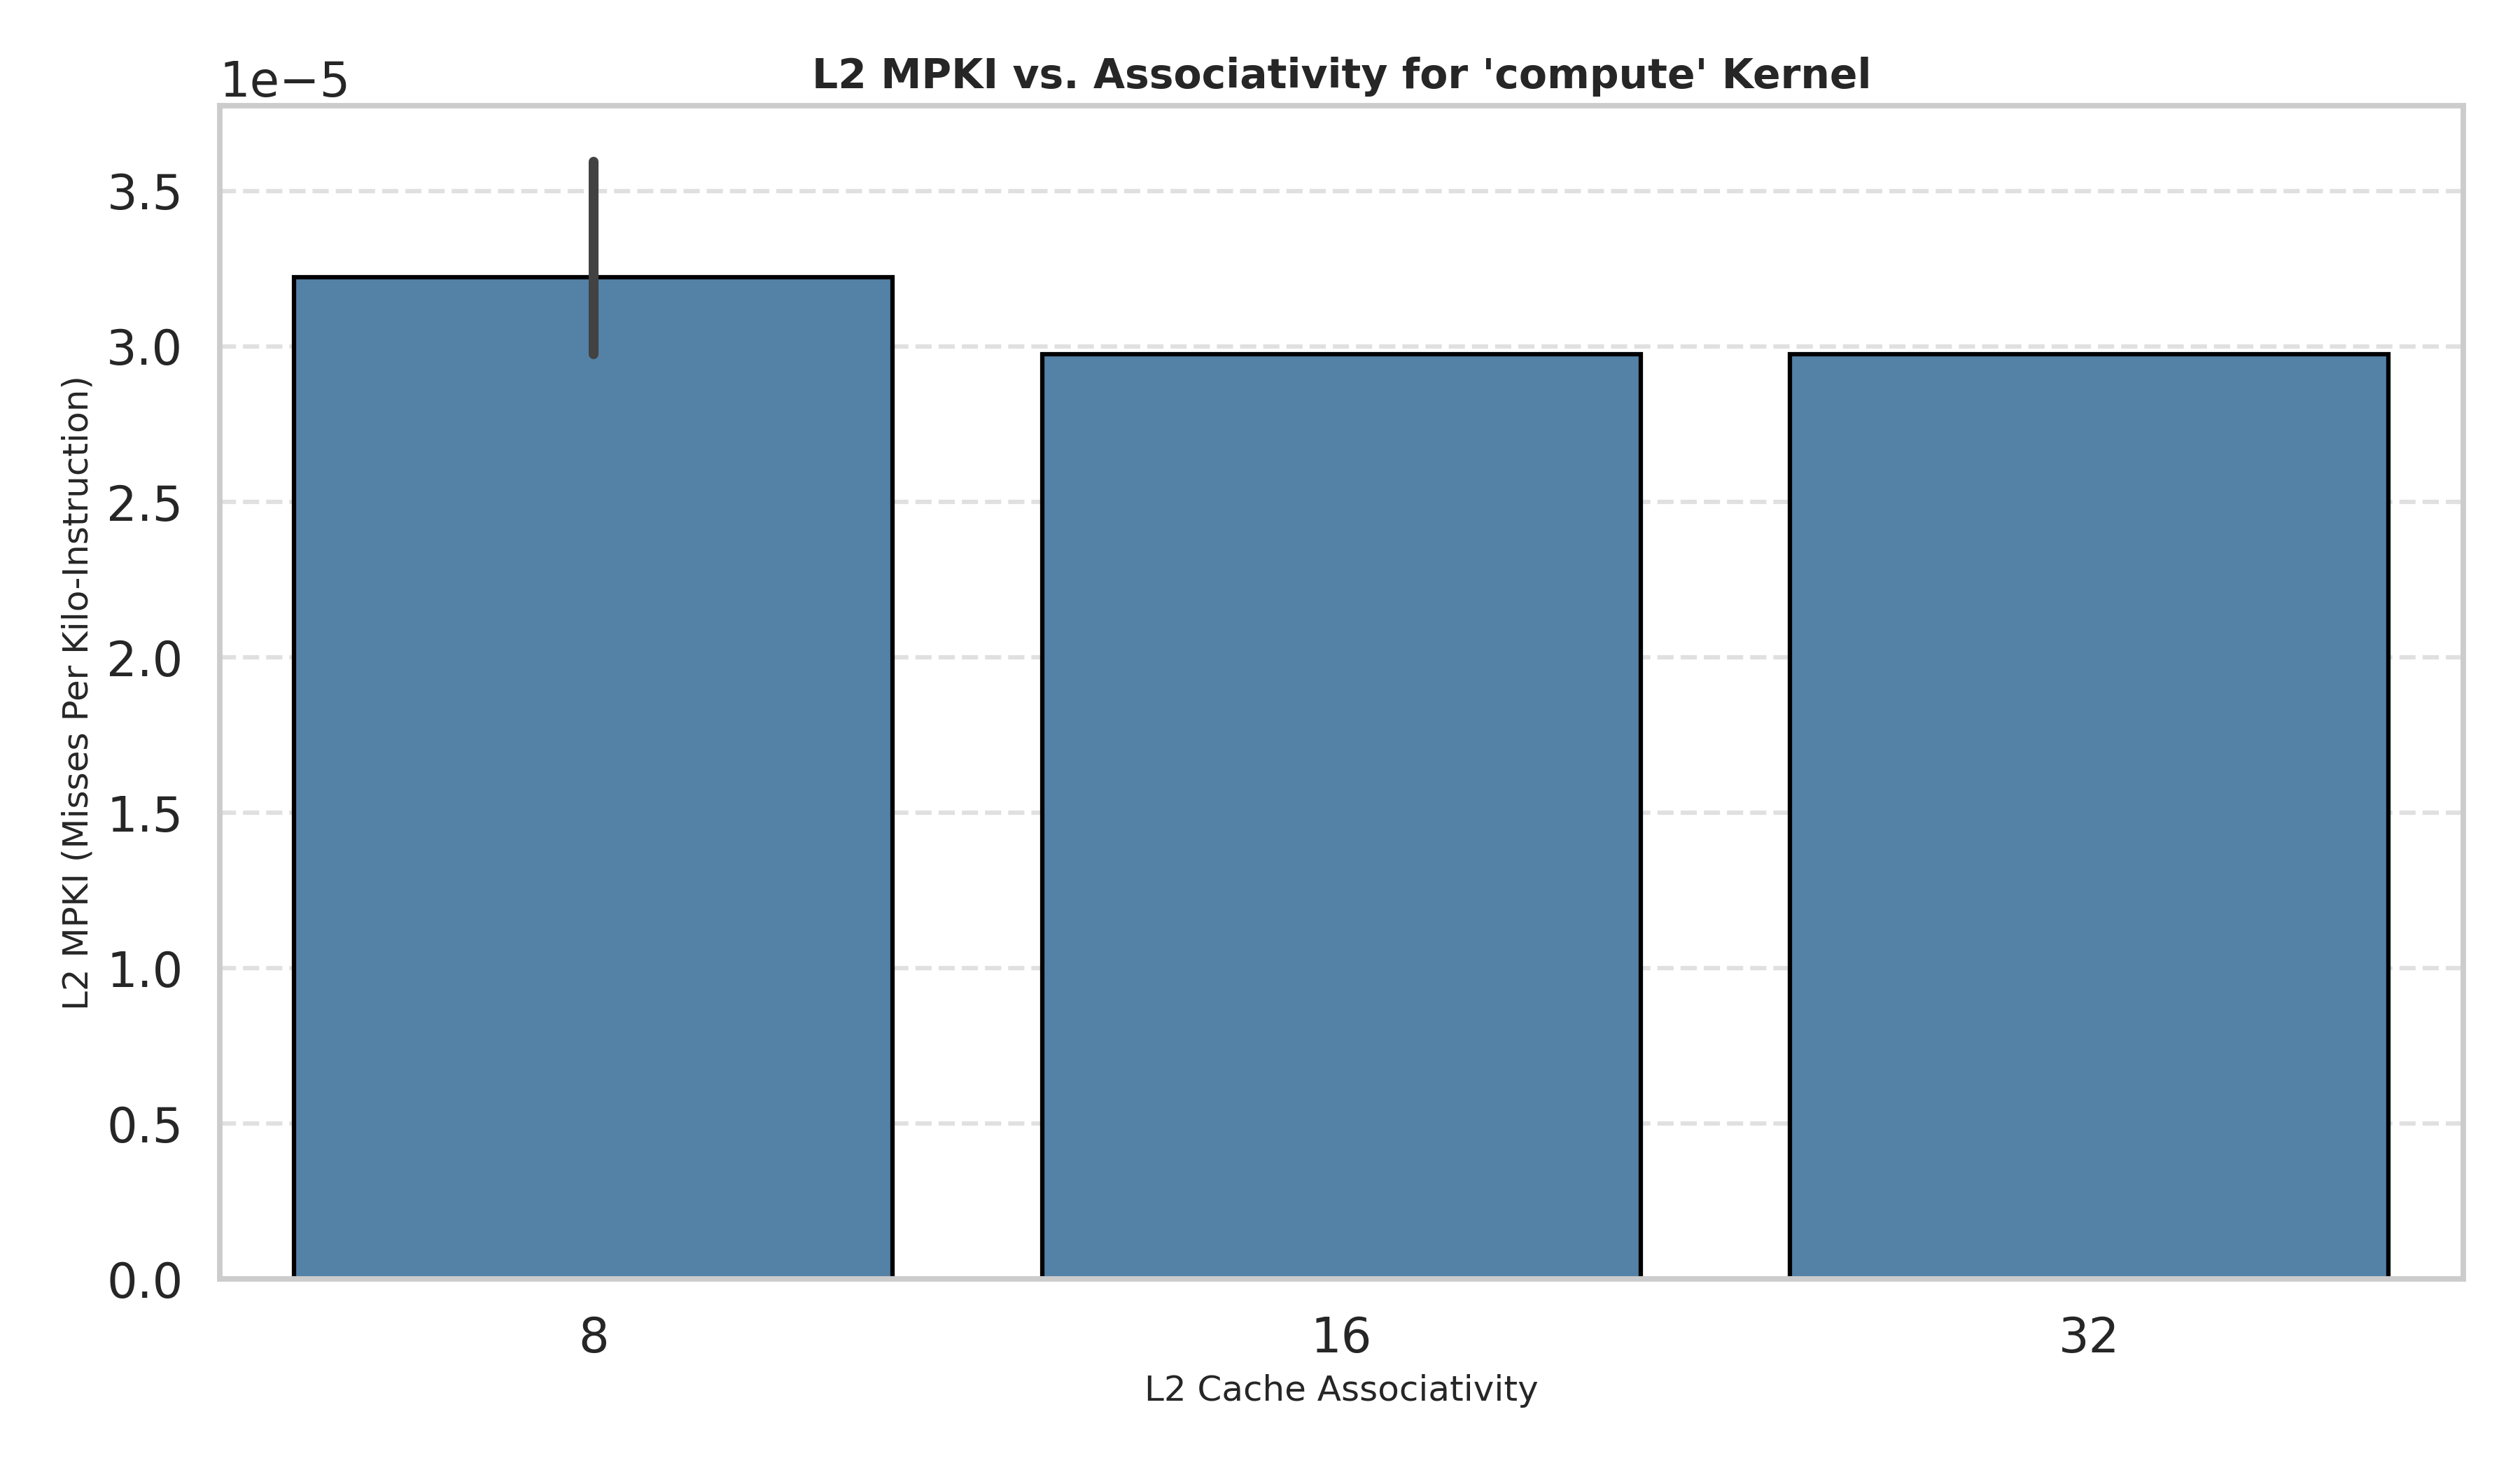 1e−5
L2 MPKI vs. Associativity for 'compute' Kernel
L2 MPKI (Misses Per Kilo-Instruction)
3.5
3.0
2.5
2.0
1.5
1.0
0.5
0.0
8 16 32
L2 Cache Associativity